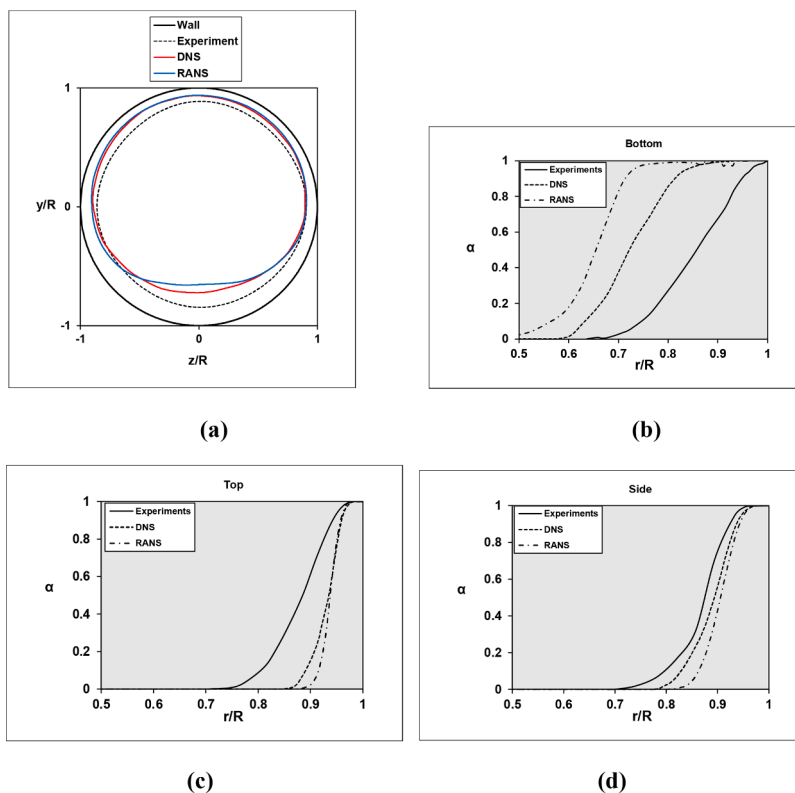 Wall
Experiment
DNS
RANS
1
y/R 0
-1
-1 0 1
z/R
(a)
Bottom
1
0.8
0.6
α
0.4
0.2
0
Experiments
DNS
RANS
0.5 0.6 0.7 0.8 0.9 1
r/R
(b)
Top
1
0.8
0.6
α
0.4
0.2
0
Experiments
DNS
RANS
0.5 0.6 0.7 0.8 0.9 1
r/R
(c)
Side
1
0.8
0.6
α
0.4
0.2
0
Experiments
DNS
RANS
0.5 0.6 0.7 0.8 0.9 1
r/R
(d)